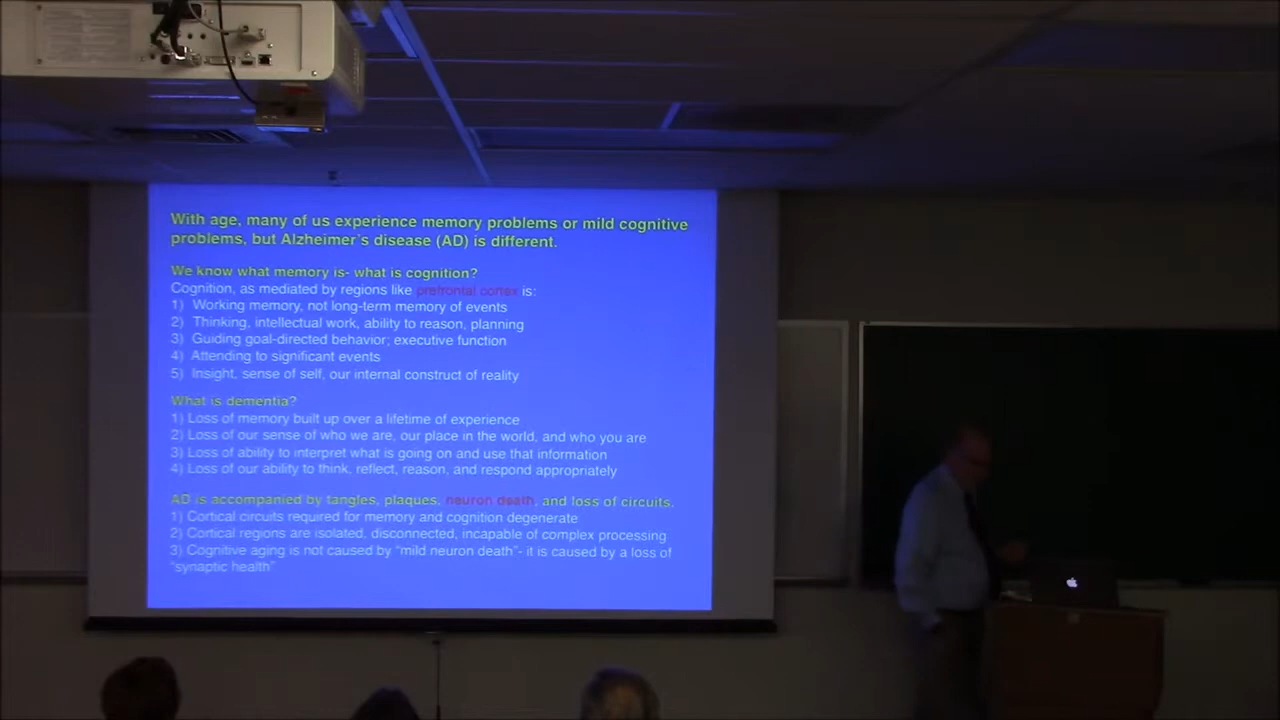 With age, many of us experience memory problems or mild cognitive
problems, but Alzheimer's disease (AD) is different.
We know what memory is- what is cognition?
Cognition, as mediated by regions like prefrontal cortex is:
1) Working memory, not long-term memory of events
2) Thinking, intellectual work, ability to reason, planning
3) Guiding goal-directed behavior; executive function
4) Attending to significant events
5) Insight, sense of self, our internal construct of reality
What is dementia?
1) Loss of memory built up over a lifetime of experience
2) Loss of our sense of who we are, our place in the world, and who you are
3) Loss of ability to interpret what is going on and use that information
4) Loss of our ability to think, reflect, reason, and respond appropriately
AD is accompanied by tangles, plaques, neuron death, and loss of circuits.
1) Cortical circuits required for memory and cognition degenerate
2) Cortical regions are isolated, disconnected, incapable of complex processing
3) Cognitive aging is not caused by "mild neuron death"- it is caused by a loss of
"synaptic health"